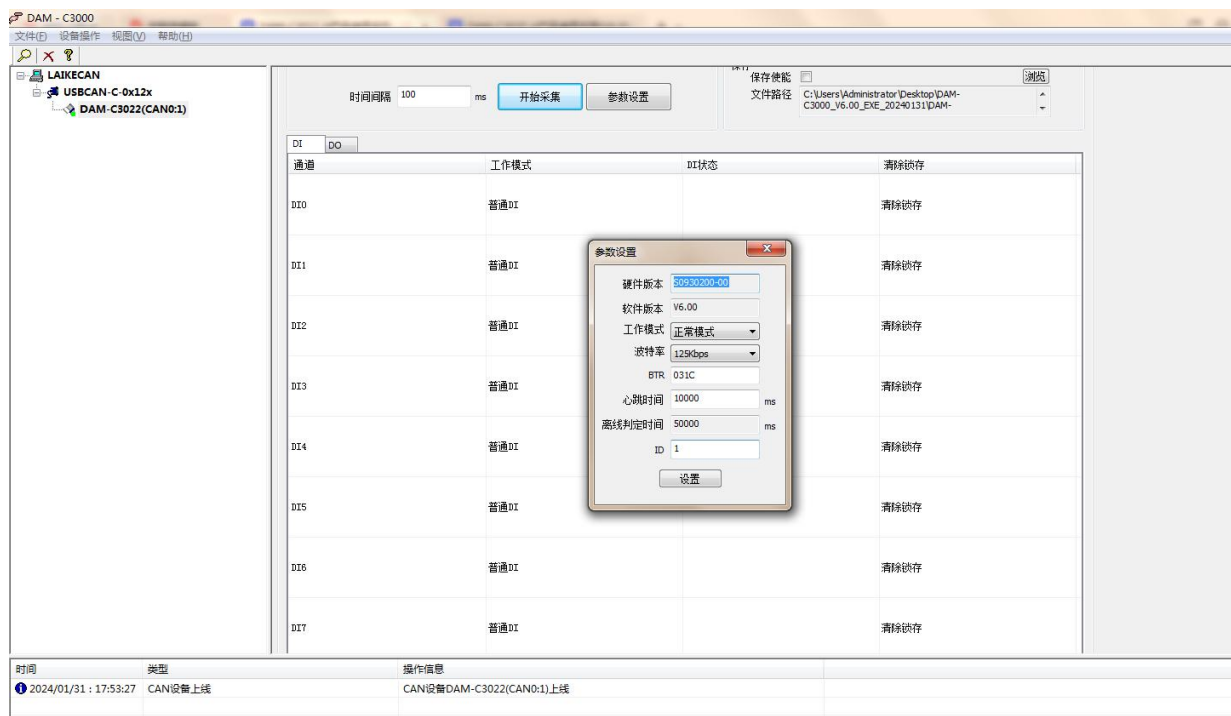 DAM - C3000
文件(F) 设备操作 视图(V) 帮助(H)
LAIKECAN
USBCAN-C-0x12x
DAM-C3022(CAN0:1)
时间间隔 100 ms 开始采集 参数设置
保存使能 浏览
文件路径 C:\Users\Administrator\Desktop\DAM-
C3000_V6.00_EXE_20240131\DAM-
DI DO
通道 工作模式 DI状态 清除锁存
DI0 普通DI 清除锁存
DI1 普通DI 清除锁存
DI2 普通DI 清除锁存
DI3 普通DI 清除锁存
DI4 普通DI 清除锁存
DI5 普通DI 清除锁存
DI6 普通DI 清除锁存
DI7 普通DI 清除锁存
参数设置
硬件版本 S0930200-00
软件版本 V6.00
工作模式 正常模式
波特率 125Kbps
BTR 031C
心跳时间 10000 ms
离线判定时间 50000 ms
ID 1
设置
时间 类型 操作信息
2024/01/31 : 17:53:27 CAN设备上线 CAN设备DAM-C3022(CAN0:1)上线